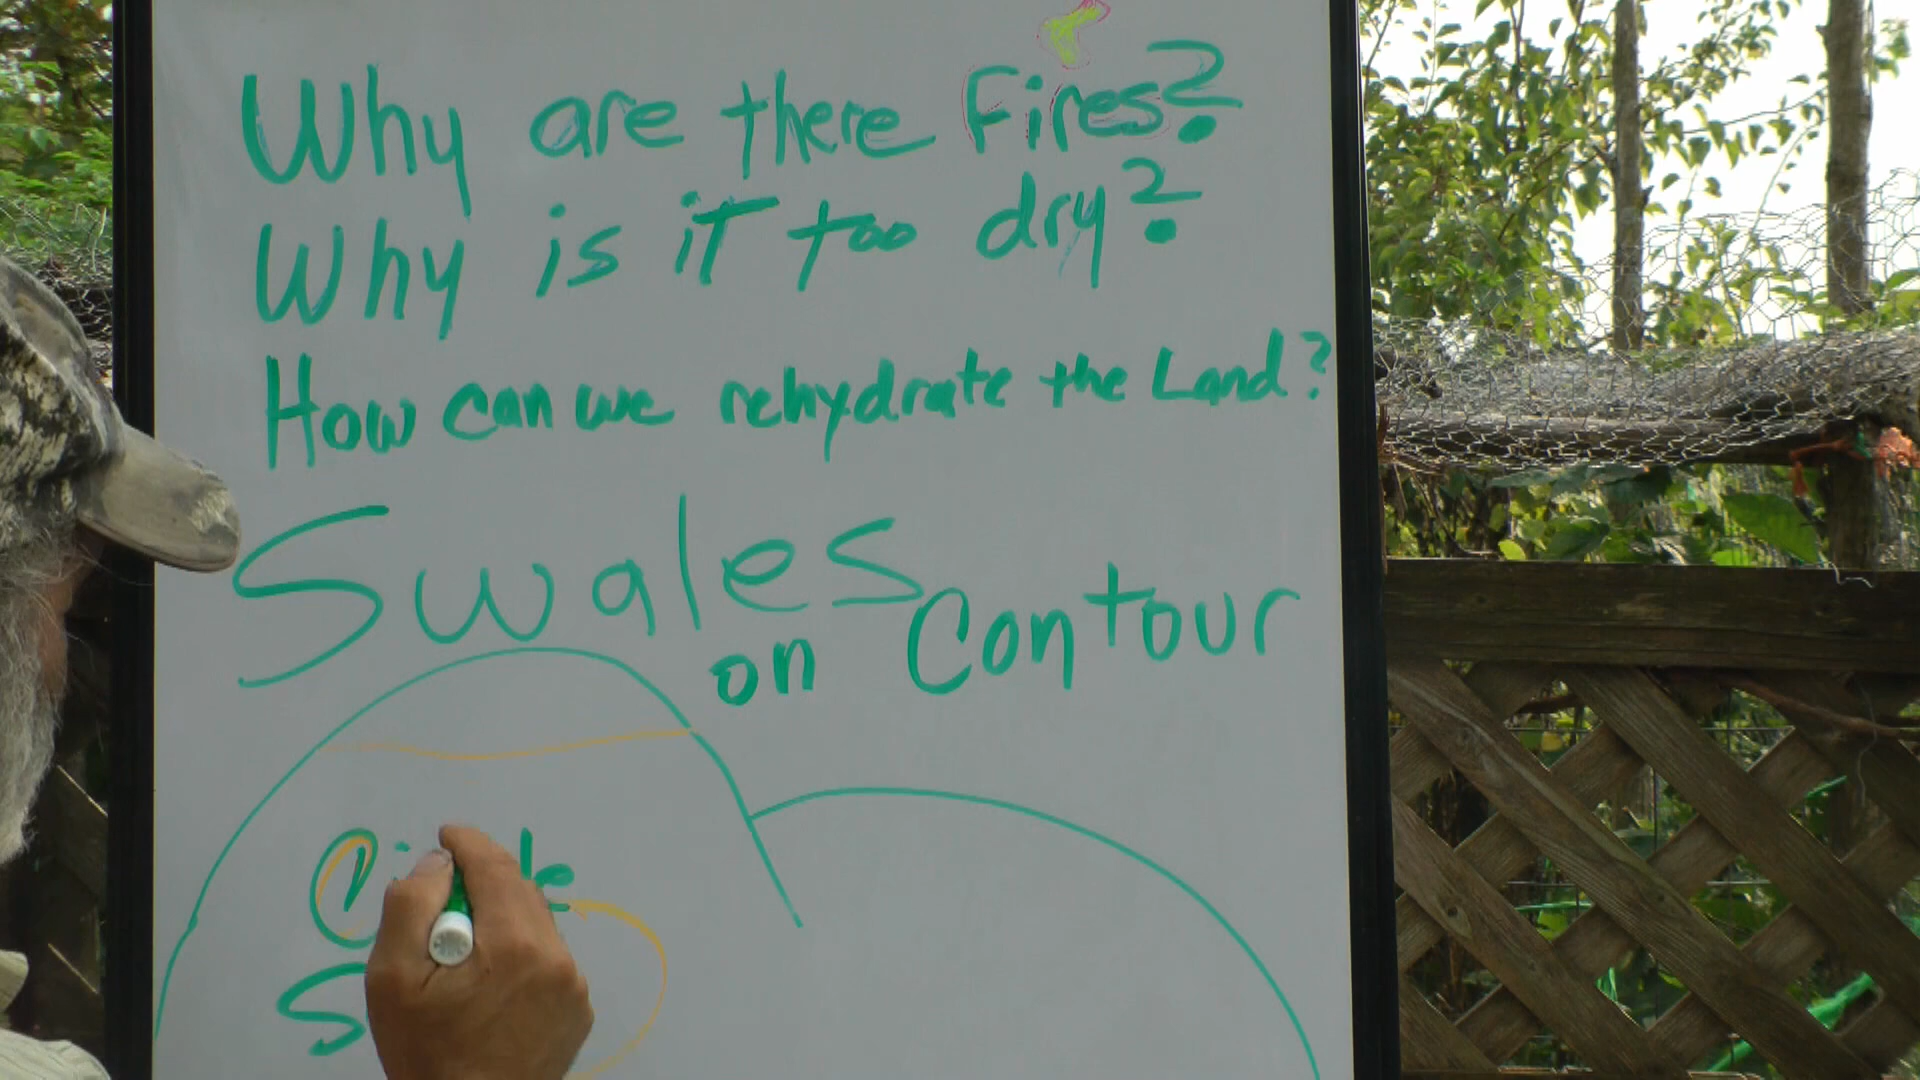 Why are there Fires?
Why is it too dry?
How can we rehydrate the Land?
Swales
on Contour